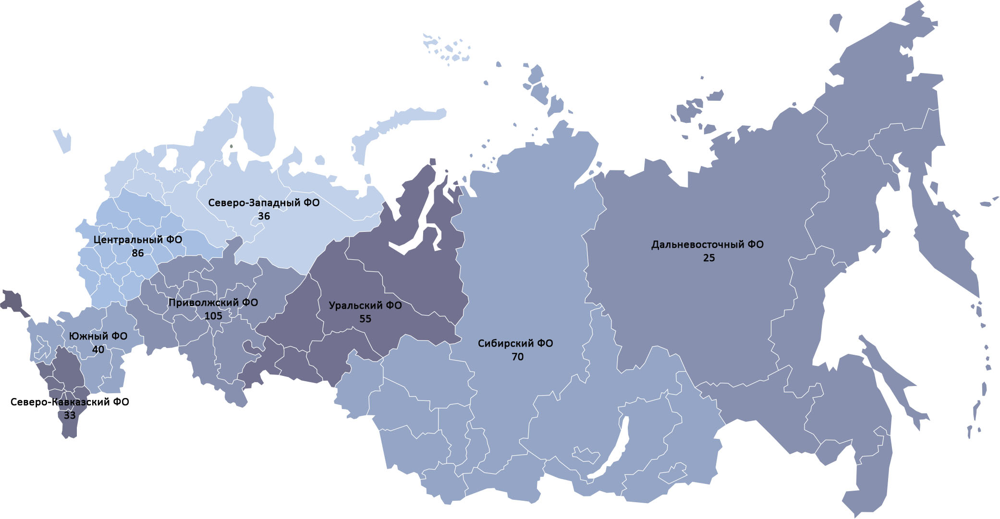 Северо-Западный ФО
36
Центральный ФО
86
Дальневосточный ФО
25
Приволжский ФО
105
Уральский ФО
55
Южный ФО
40
Сибирский ФО
70
Северо-Кавказский ФО
33